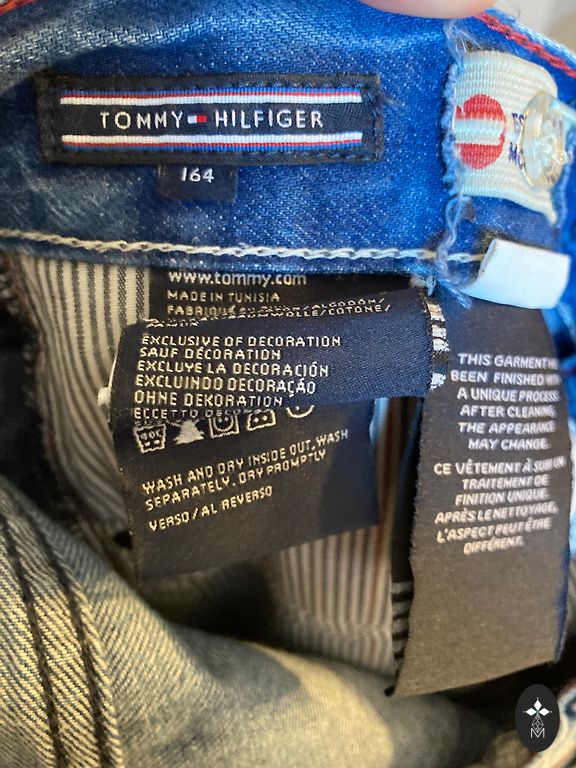 TOMMY HILFIGER
164
www.tommy.com
MADE IN TUNISIA
EXCLUSIVE OF DECORATION
SAUF DÉCORATION
EXCLUYE LA DECORACIÓN
EXCLUINDO DECORAÇÃO
OHNE DEKORATION
ECCETTO
WASH AND DRY INSIDE OUT, WASH
SEPARATELY. DRY PROMPTLY
VERSO / AL REVERSO
THIS GARMENT
BEEN FINISHED WITH
A UNIQUE PROCESS
AFTER CLEANING,
THE APPEARANCE
MAY CHANGE.
CE VÊTEMENT A SUBI UN
TRAITEMENT DE
FINITION UNIQUE.
APRÈS LE NETTOYAGE,
L'ASPECT PEUT ÊTRE
DIFFÉRENT.
M